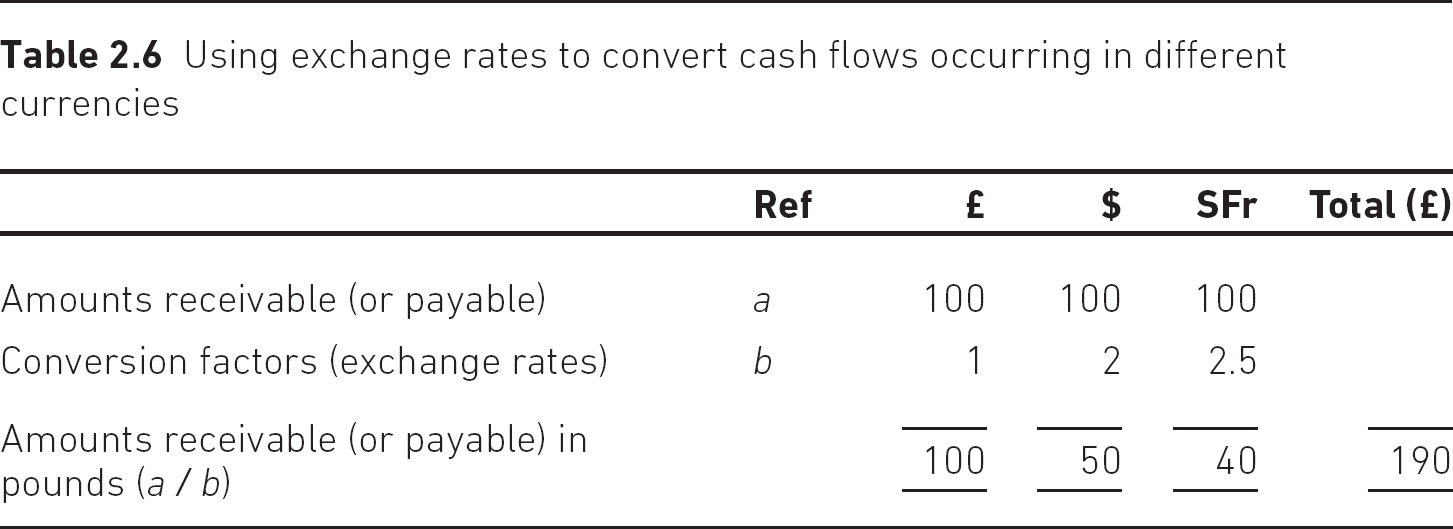 Table 2.6 Using exchange rates to convert cash flows occurring in different
currencies
Ref £ $ SFr Total (£)
Amounts receivable (or payable) a 100 100 100
Conversion factors (exchange rates) b 1 2 2.5
Amounts receivable (or payable) in
pounds (a / b) 100 50 40 190